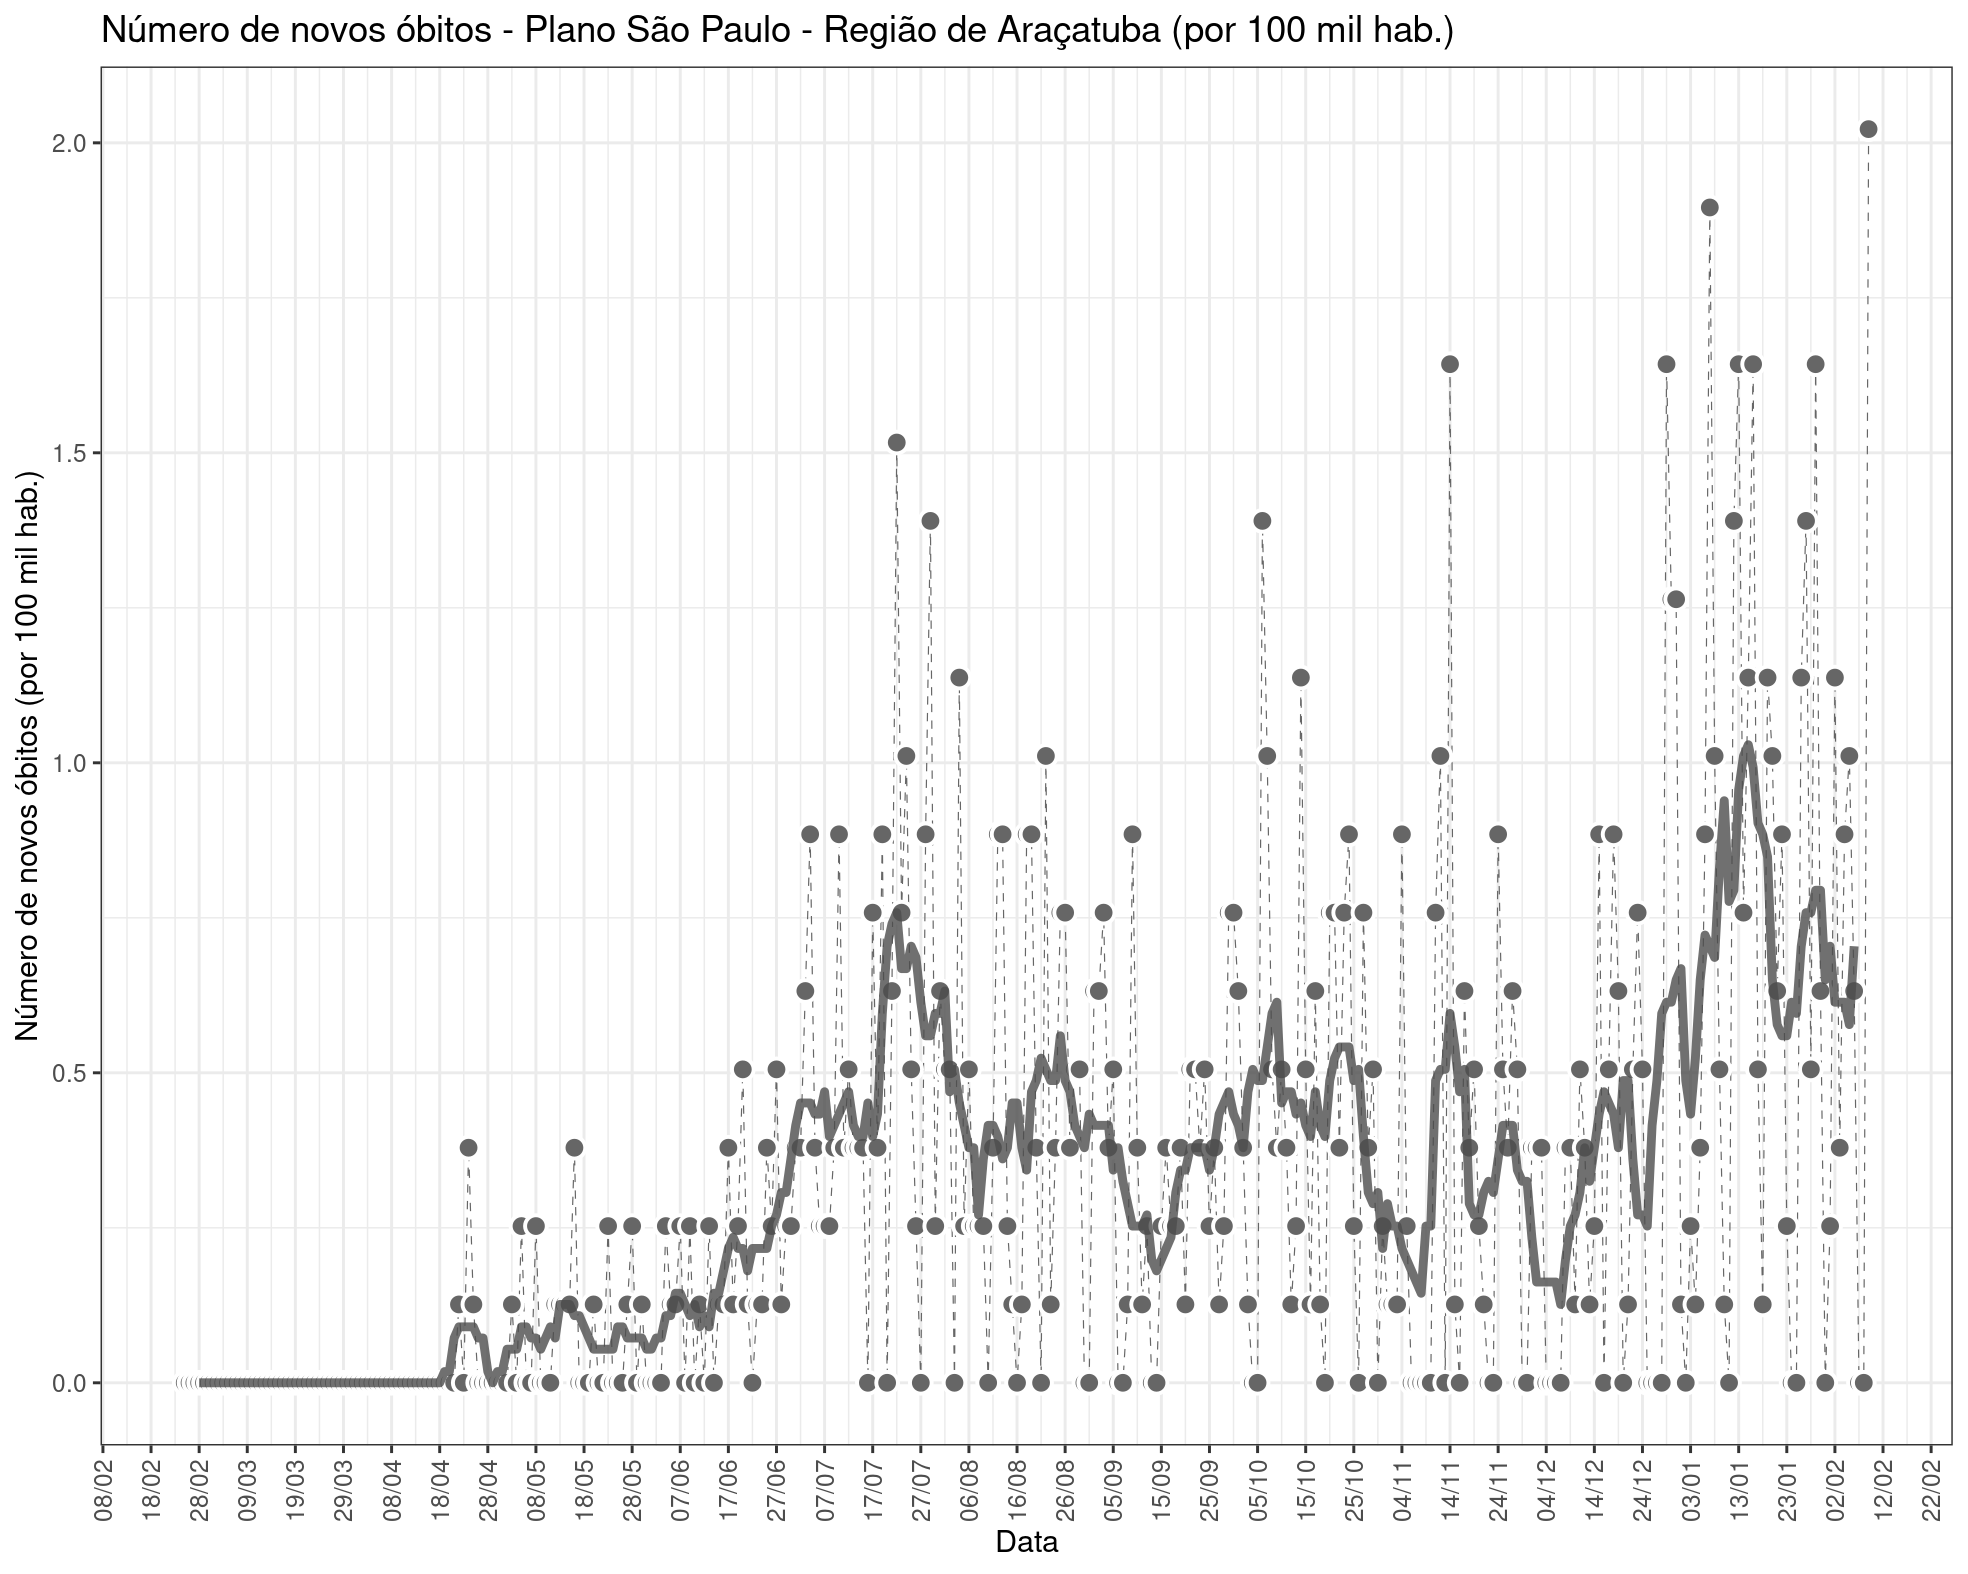 Número de novos óbitos - Plano São Paulo - Região de Araçatuba (por 100 mil hab.)
Número de novos óbitos (por 100 mil hab.)
2.0
1.5
1.0
0.5
0.0
08/02 18/02 28/02 09/03 19/03 29/03 08/04 18/04 28/04 08/05 18/05 28/05 07/06 17/06 27/06 07/07 17/07 27/07 06/08 16/08 26/08 05/09 15/09 25/09 05/10 15/10 25/10 04/11 14/11 24/11 04/12 14/12 24/12 03/01 13/01 23/01 02/02 12/02 22/02
Data